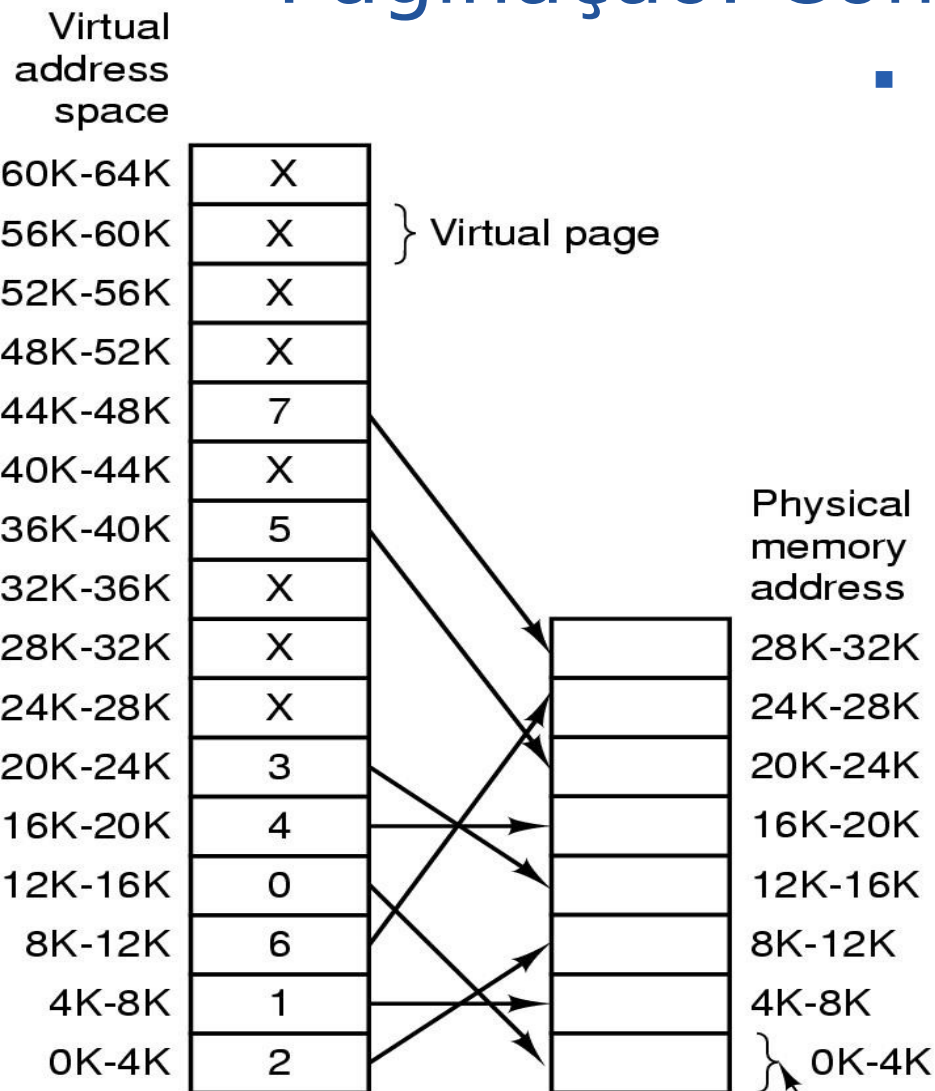 Virtual
address
space
60K-64K X
56K-60K X Virtual page
52K-56K X
48K-52K X
44K-48K 7
40K-44K X
36K-40K 5
32K-36K X
28K-32K X
24K-28K X
20K-24K 3
16K-20K 4
12K-16K 0
8K-12K 6
4K-8K 1
0K-4K 2
Physical
memory
address
28K-32K
24K-28K
20K-24K
16K-20K
12K-16K
8K-12K
4K-8K
0K-4K